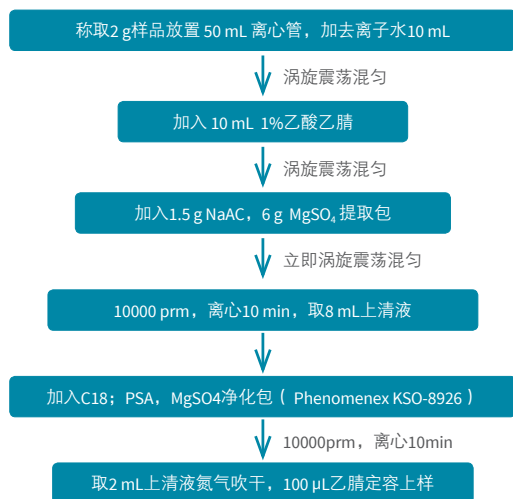 称取2 g样品放置 50 mL 离心管，加去离子水10 mL
涡旋震荡混匀
加入 10 mL 1%乙酸乙腈
涡旋震荡混匀
加入1.5 g NaAC，6 g MgSO₄ 提取包
立即涡旋震荡混匀
10000 prm，离心10 min，取8 mL上清液
加入C18；PSA，MgSO4净化包（ Phenomenex KSO-8926）
10000prm，离心10min
取2 mL上清液氮气吹干，100 µL乙腈定容上样